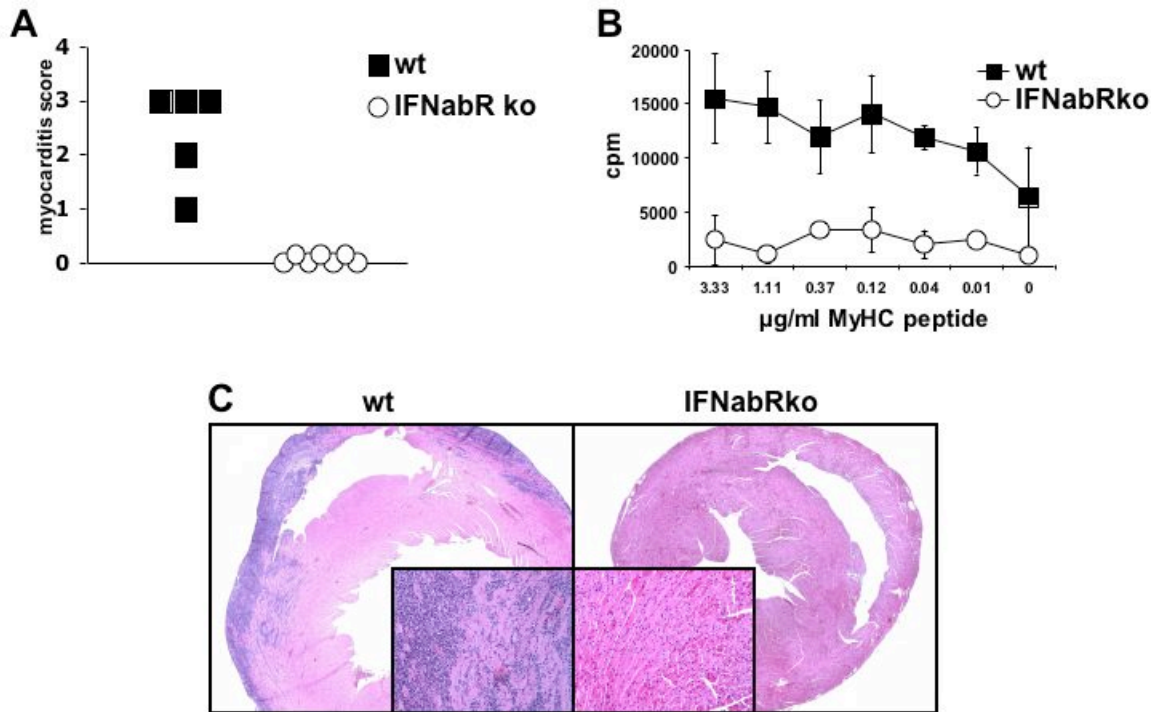 A
4
3
2
1
0
myocarditis score
wt
IFNabR ko
B
20000
15000
10000
5000
0
cpm
wt
IFNabRko
3.33 1.11 0.37 0.12 0.04 0.01 0
µg/ml MyHC peptide
C
wt IFNabRko